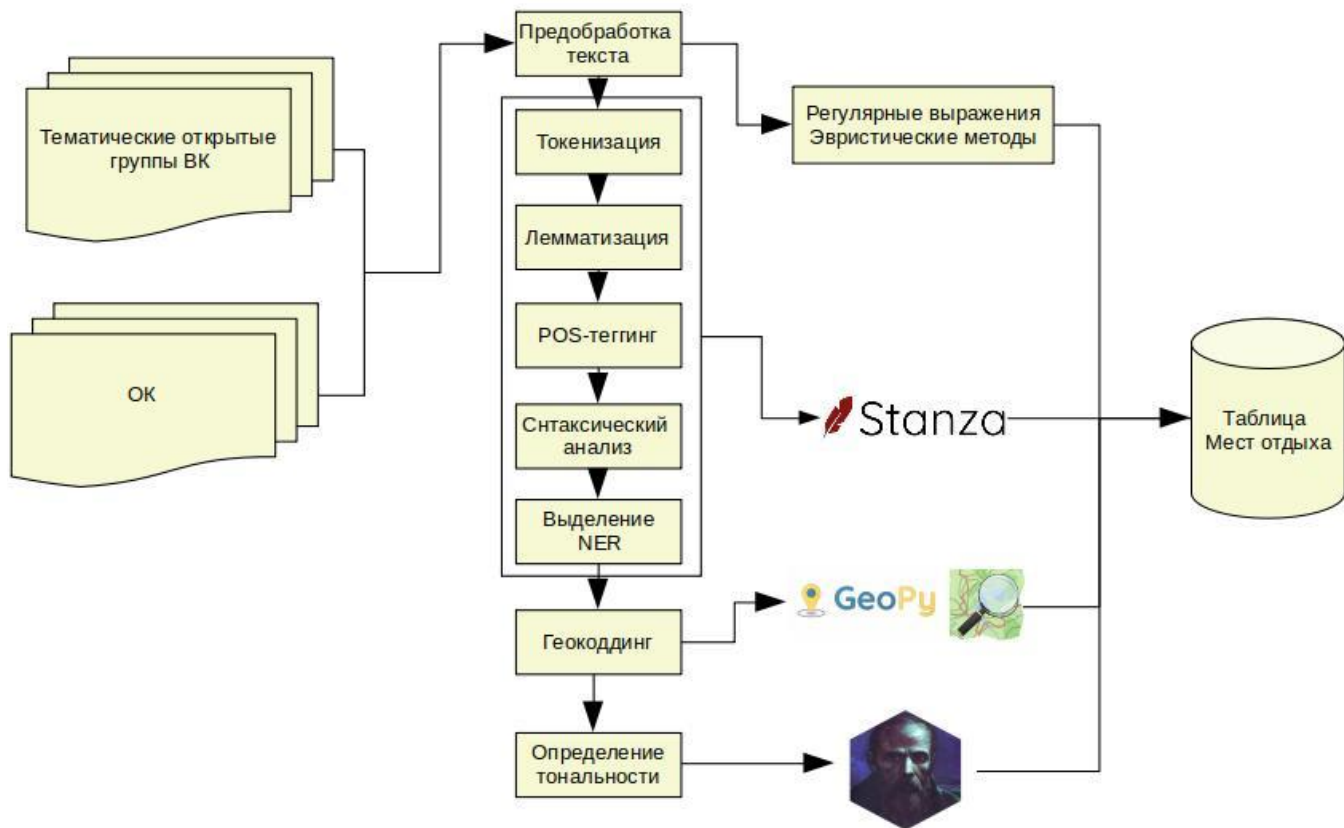 Предобработка
текста
Тематические открытые
группы ВК
Регулярные выражения
Эвристические методы
Токенизация
Лемматизация
POS-теггинг
ОК
Снтаксический
анализ
Stanza
Таблица
Мест отдыха
Выделение
NER
GeoPy
Геокоддинг
Определение
тональности